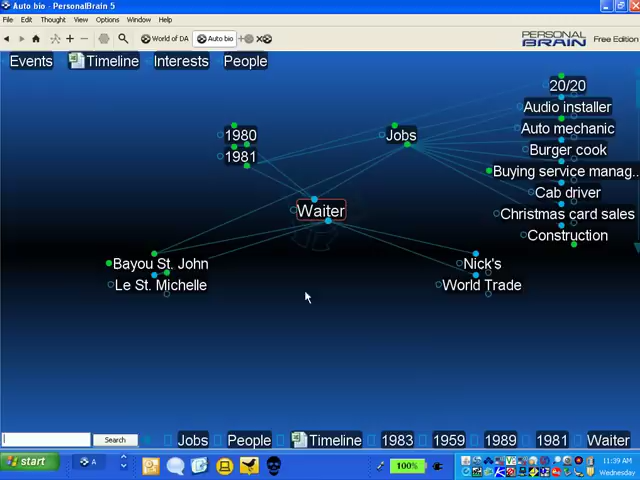 Auto bio - PersonalBrain 5
File Edit Thought View Options Window Help
World of DA Auto bio
PERSONAL BRAIN Free Edition
Events Timeline Interests People
20/20
Audio installer
1980 Jobs Auto mechanic
1981 Burger cook
Buying service manag..
Cab driver
Waiter Christmas card sales
Construction
Bayou St. John Nick's
Le St. Michelle World Trade
Search Jobs People Timeline 1983 1959 1989 1981 Waiter
start A 100% 11:39 AM
Wednesday